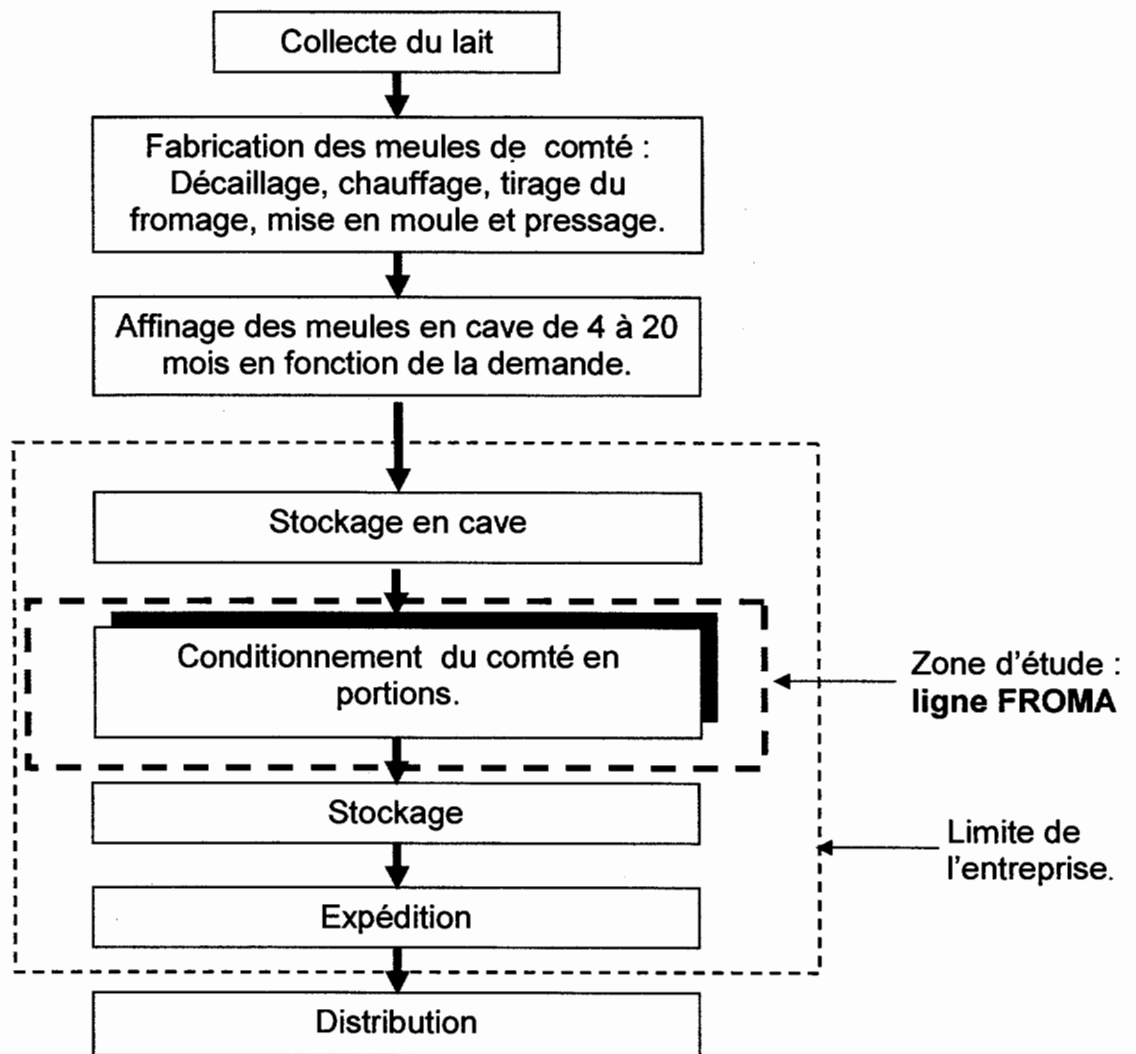 Collecte du lait
Fabrication des meules de comté :
Décaillage, chauffage, tirage du
fromage, mise en moule et pressage.
Affinage des meules en cave de 4 à 20
mois en fonction de la demande.
Stockage en cave
Conditionnement du comté en
portions.
Zone d'étude :
ligne FROMA
Stockage
Limite de
l'entreprise.
Expédition
Distribution